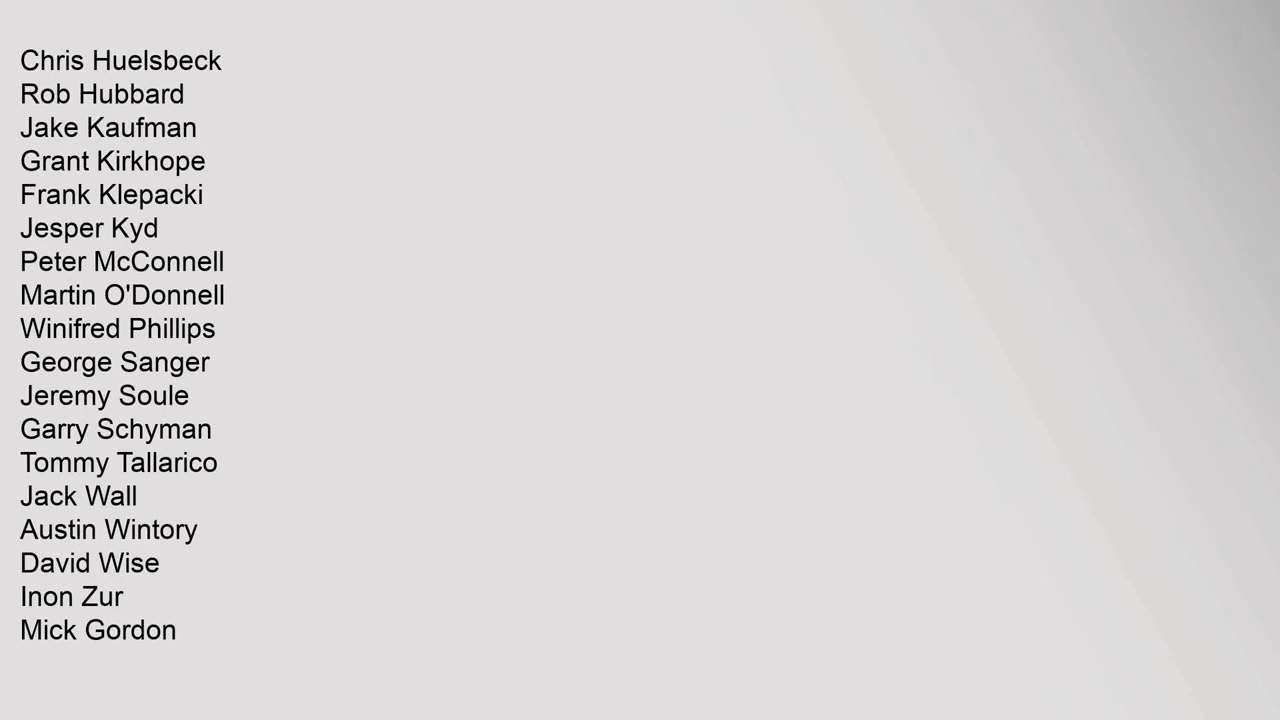 Chris Huelsbeck
Rob Hubbard
Jake Kaufman
Grant Kirkhope
Frank Klepacki
Jesper Kyd
Peter McConnell
Martin O'Donnell
Winifred Phillips
George Sanger
Jeremy Soule
Garry Schyman
Tommy Tallarico
Jack Wall
Austin Wintory
David Wise
Inon Zur
Mick Gordon